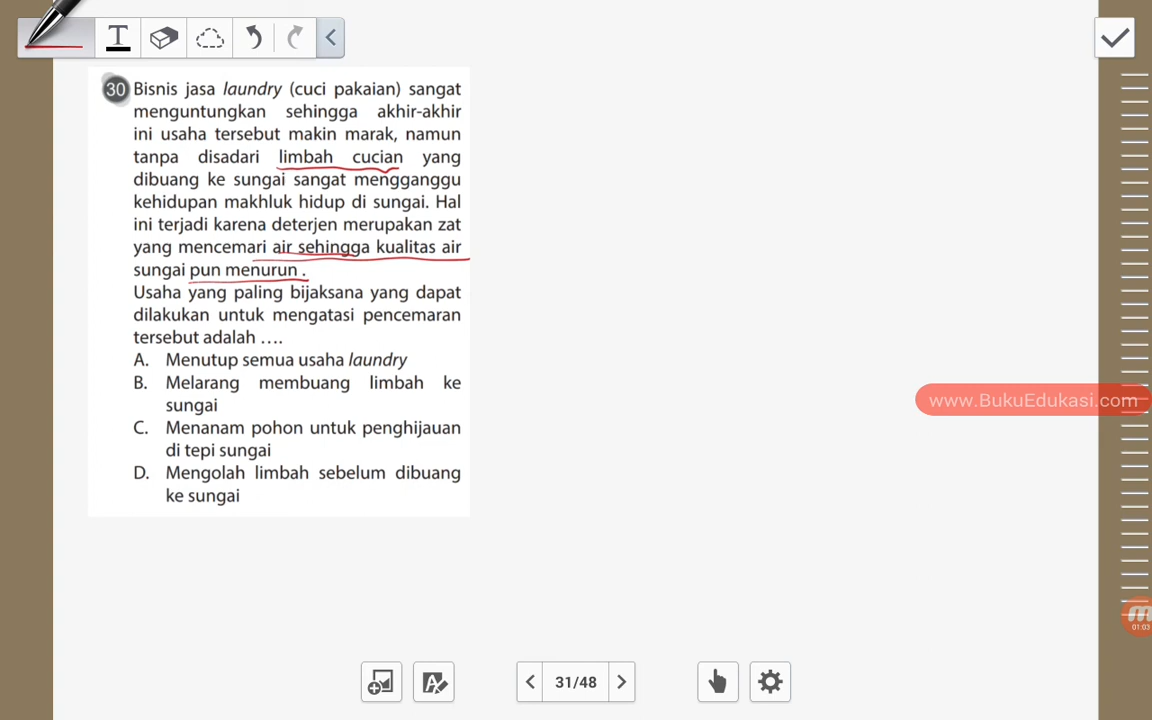 T
30 Bisnis jasa laundry (cuci pakaian) sangat
menguntungkan sehingga akhir-akhir
ini usaha tersebut makin marak, namun
tanpa disadari limbah cucian yang
dibuang ke sungai sangat mengganggu
kehidupan makhluk hidup di sungai. Hal
ini terjadi karena deterjen merupakan zat
yang mencemari air sehingga kualitas air
sungai pun menurun .
Usaha yang paling bijaksana yang dapat
dilakukan untuk mengatasi pencemaran
tersebut adalah ....
A. Menutup semua usaha laundry
B. Melarang membuang limbah ke
sungai
C. Menanam pohon untuk penghijauan
di tepi sungai
D. Mengolah limbah sebelum dibuang
ke sungai
www.BukuEdukasi.com
01:03
A
31/48